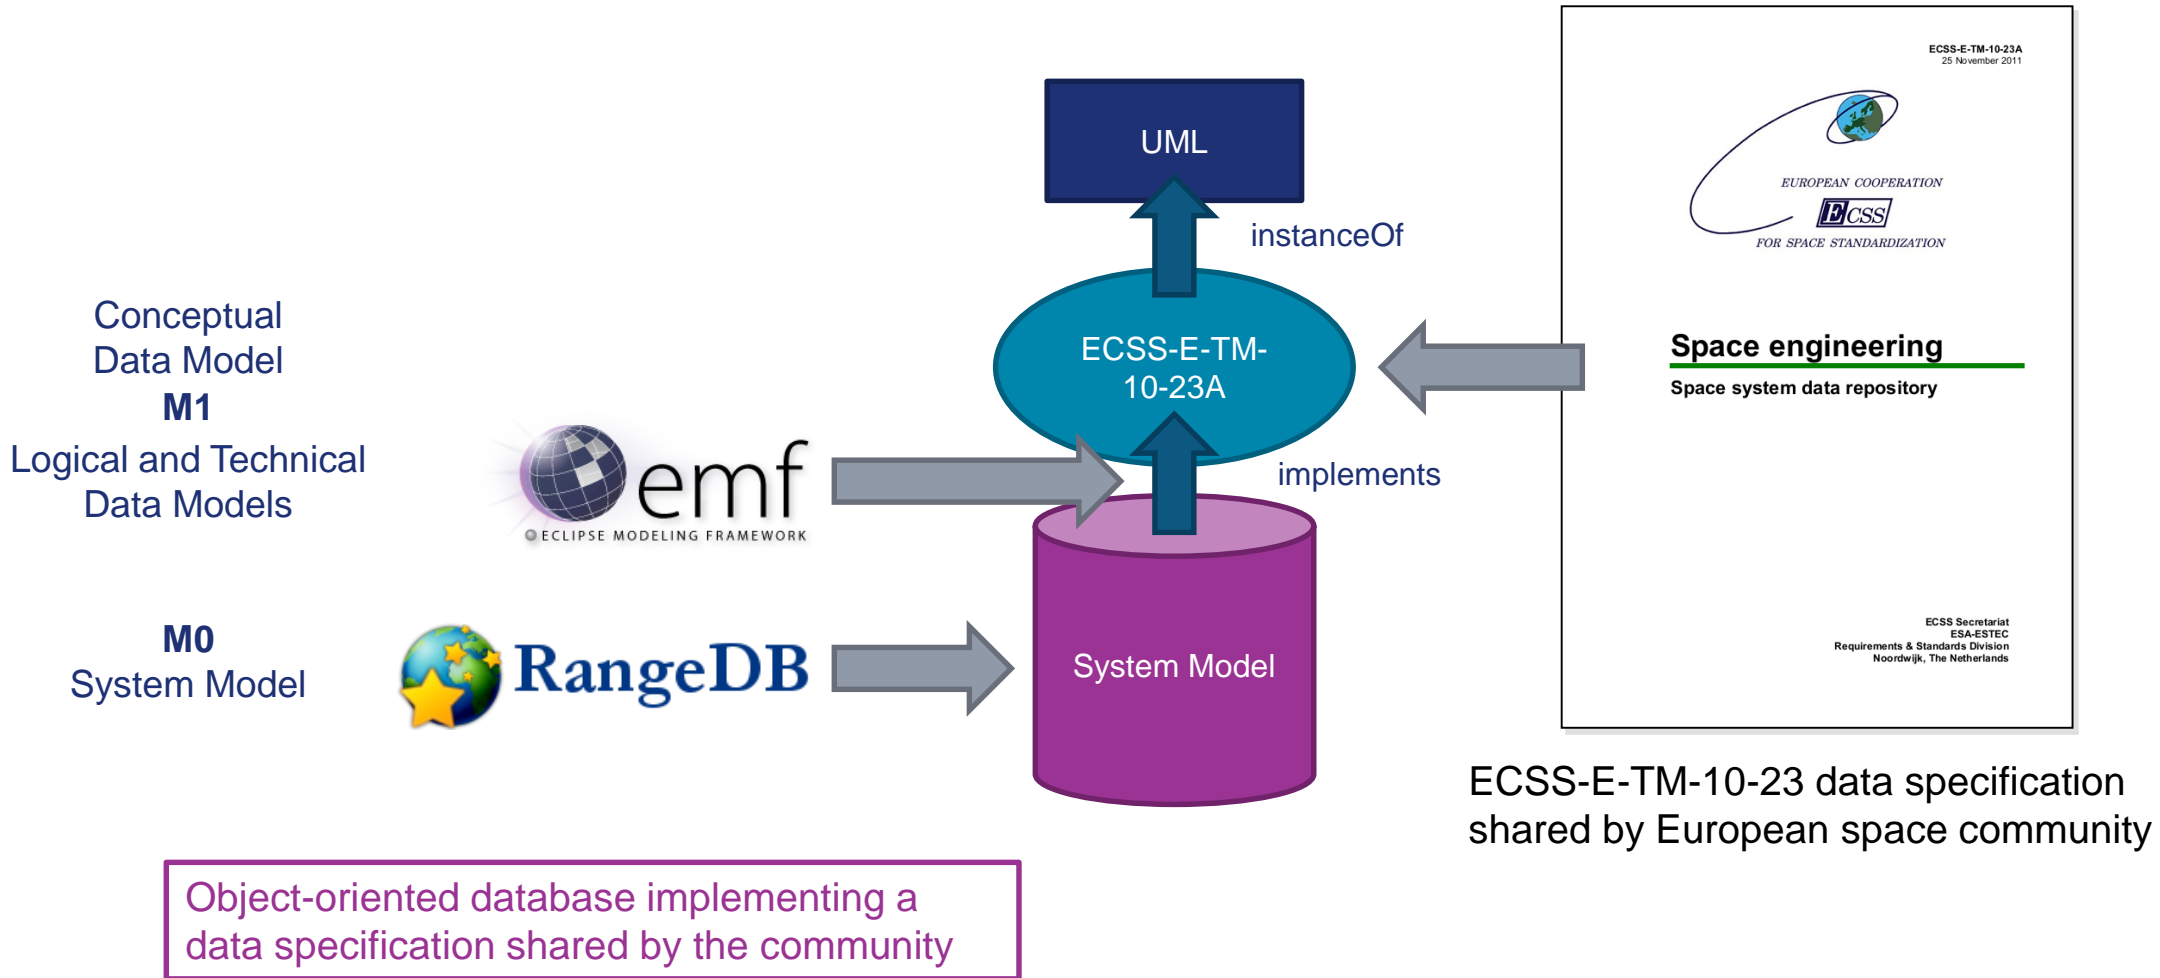 ECSS-E-TM-10-23A
25 November 2011
EUROPEAN COOPERATION
ECSS
FOR SPACE STANDARDIZATION
Space engineering
Space system data repository
ECSS Secretariat
ESA-ESTEC
Requirements & Standards Division
Noordwijk, The Netherlands
UML
instanceOf
ECSS-E-TM-
10-23A
implements
System Model
Conceptual
Data Model
M1
Logical and Technical
Data Models
emf
ECLIPSE MODELING FRAMEWORK
M0
System Model
RangeDB
ECSS-E-TM-10-23 data specification
shared by European space community
Object-oriented database implementing a
data specification shared by the community